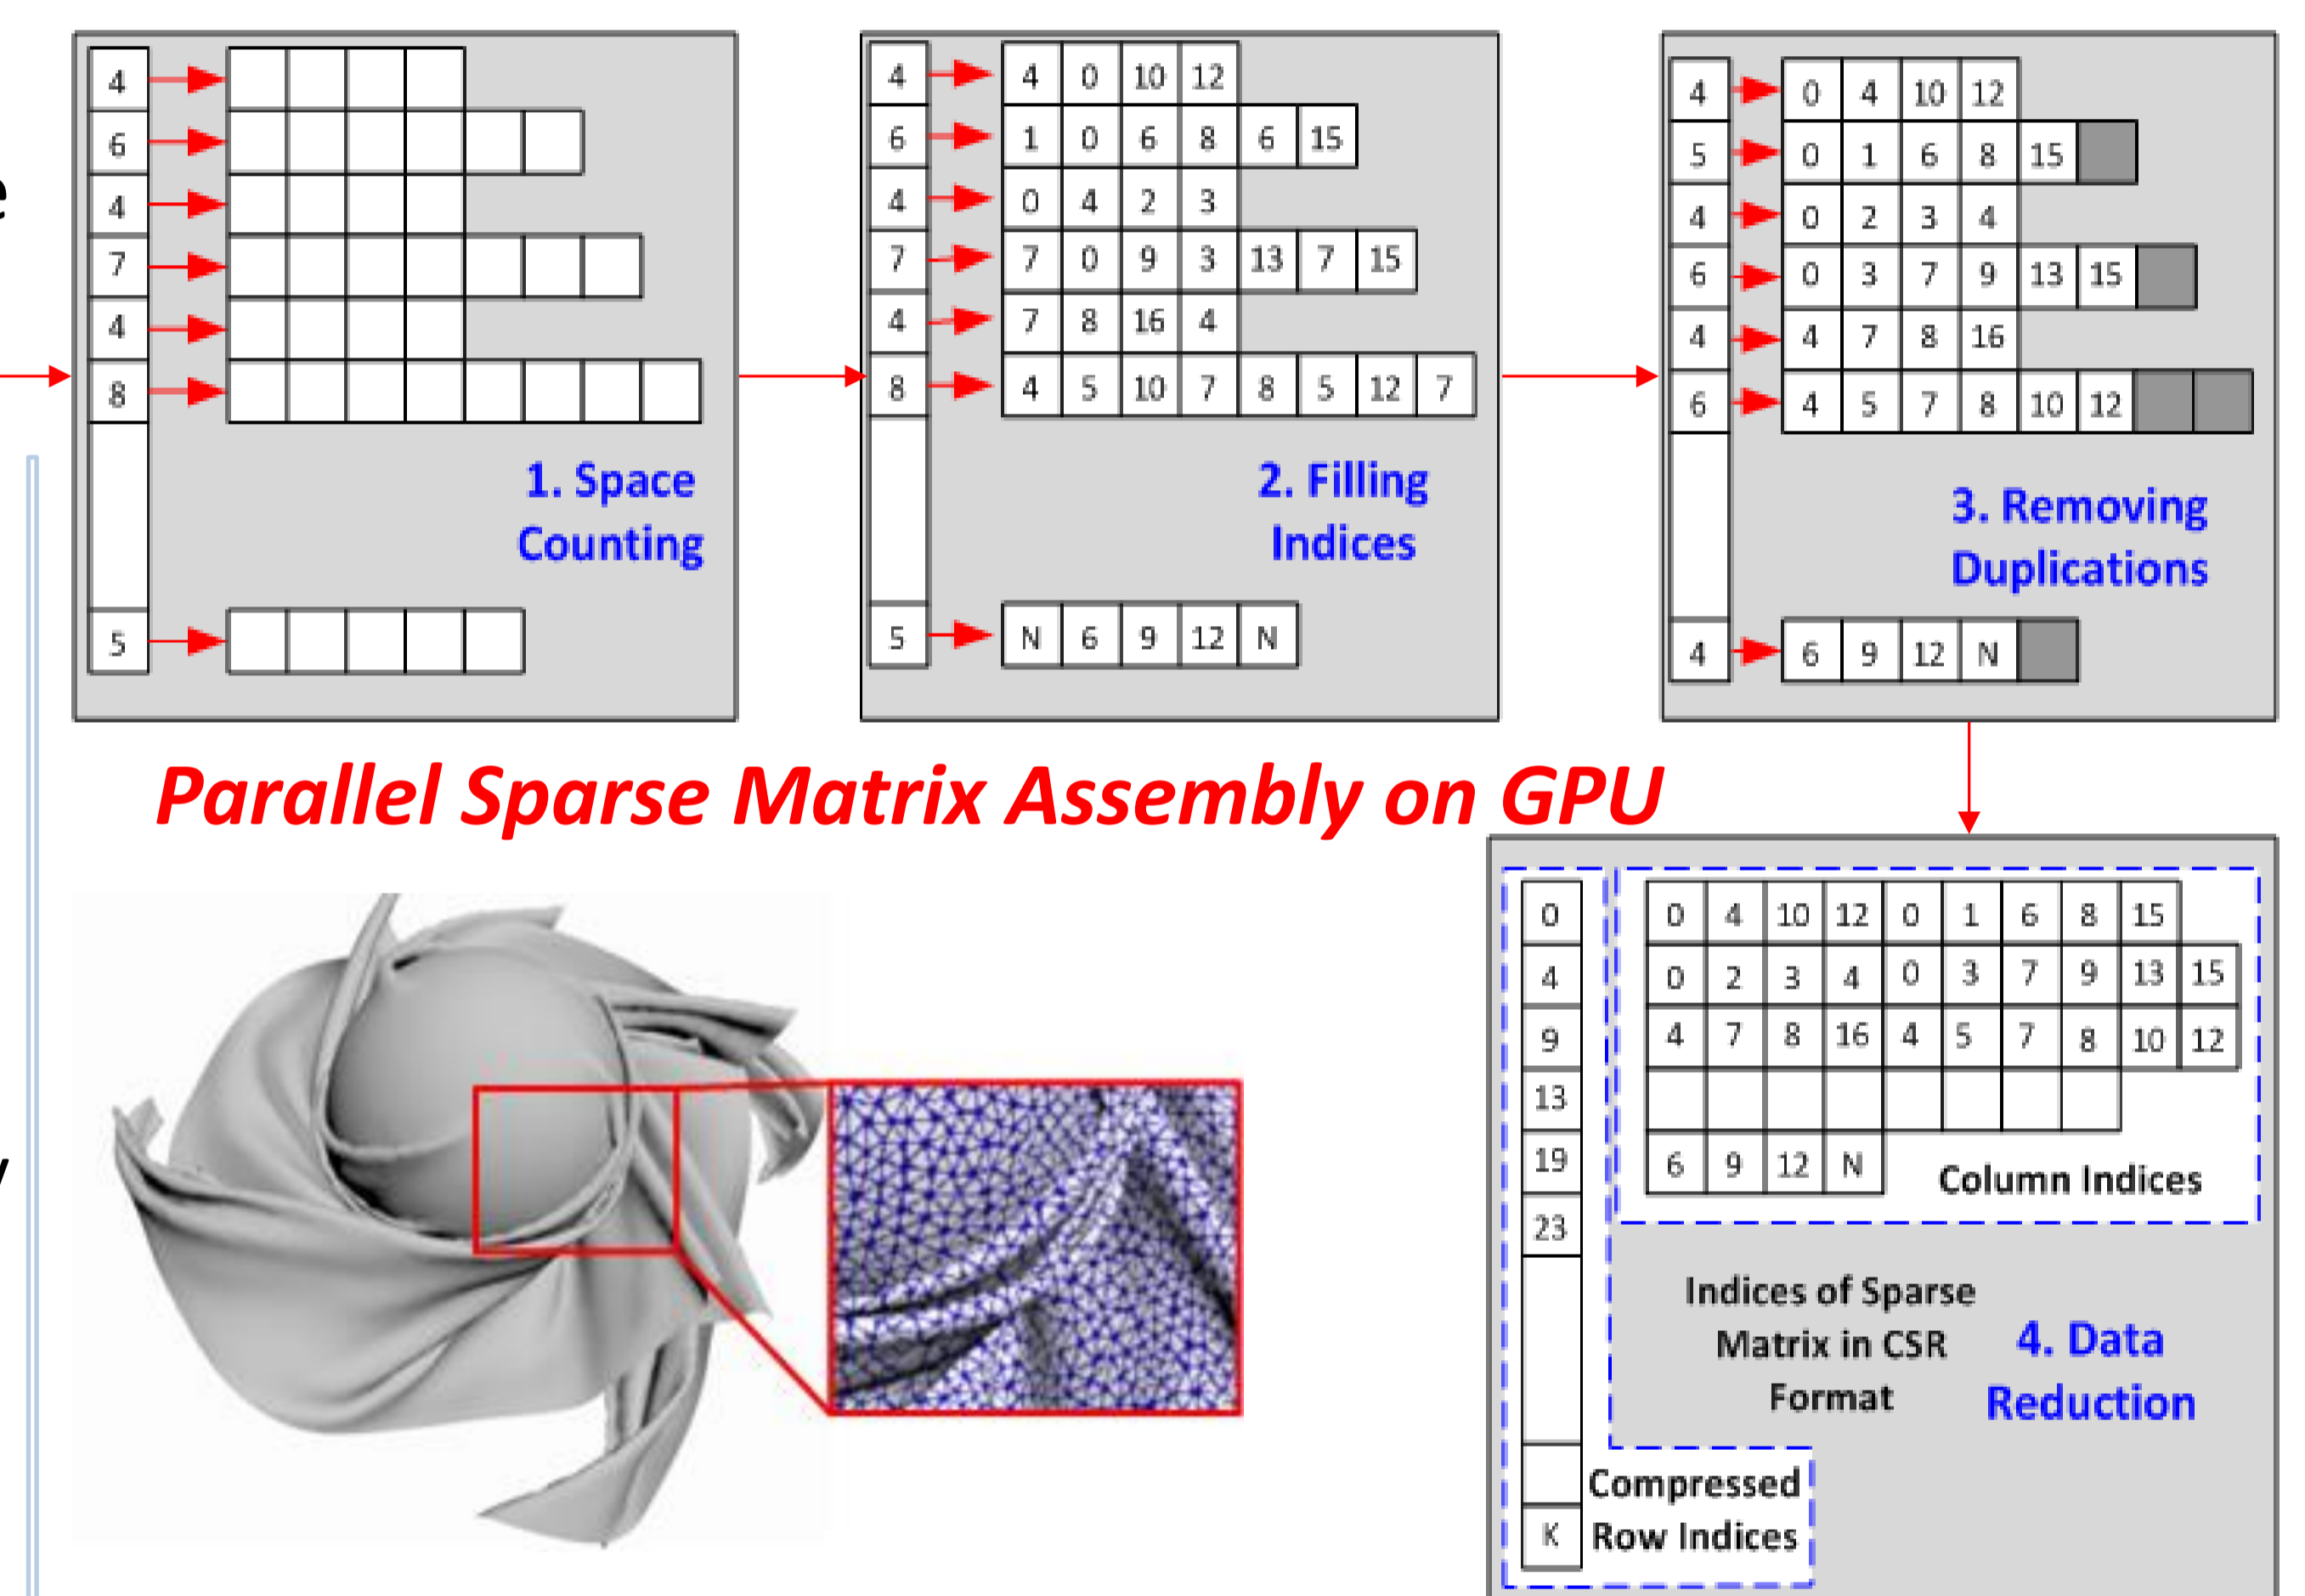 e
4
6
4
7
4
8
5
1. Space
Counting
4 4 0 10 12
6 1 0 6 8 6 15
4 0 4 2 3
7 7 0 9 3 13 7 15
4 7 8 16 4
8 4 5 10 7 8 5 12 7
2. Filling
Indices
5 N 6 9 12 N
4 0 4 10 12
5 0 1 6 8 15
4 0 2 3 4
6 0 3 7 9 13 15
4 4 7 8 16
6 4 5 7 8 10 12
3. Removing
Duplications
4 6 9 12 N
Parallel Sparse Matrix Assembly on GPU
y
0
4
9
13
19
23
K
0 4 10 12 0 1 6 8 15
0 2 3 4 0 3 7 9 13 15
4 7 8 16 4 5 7 8 10 12
6 9 12 N
Column Indices
Indices of Sparse
Matrix in CSR
Format
4. Data
Reduction
Compressed
Row Indices